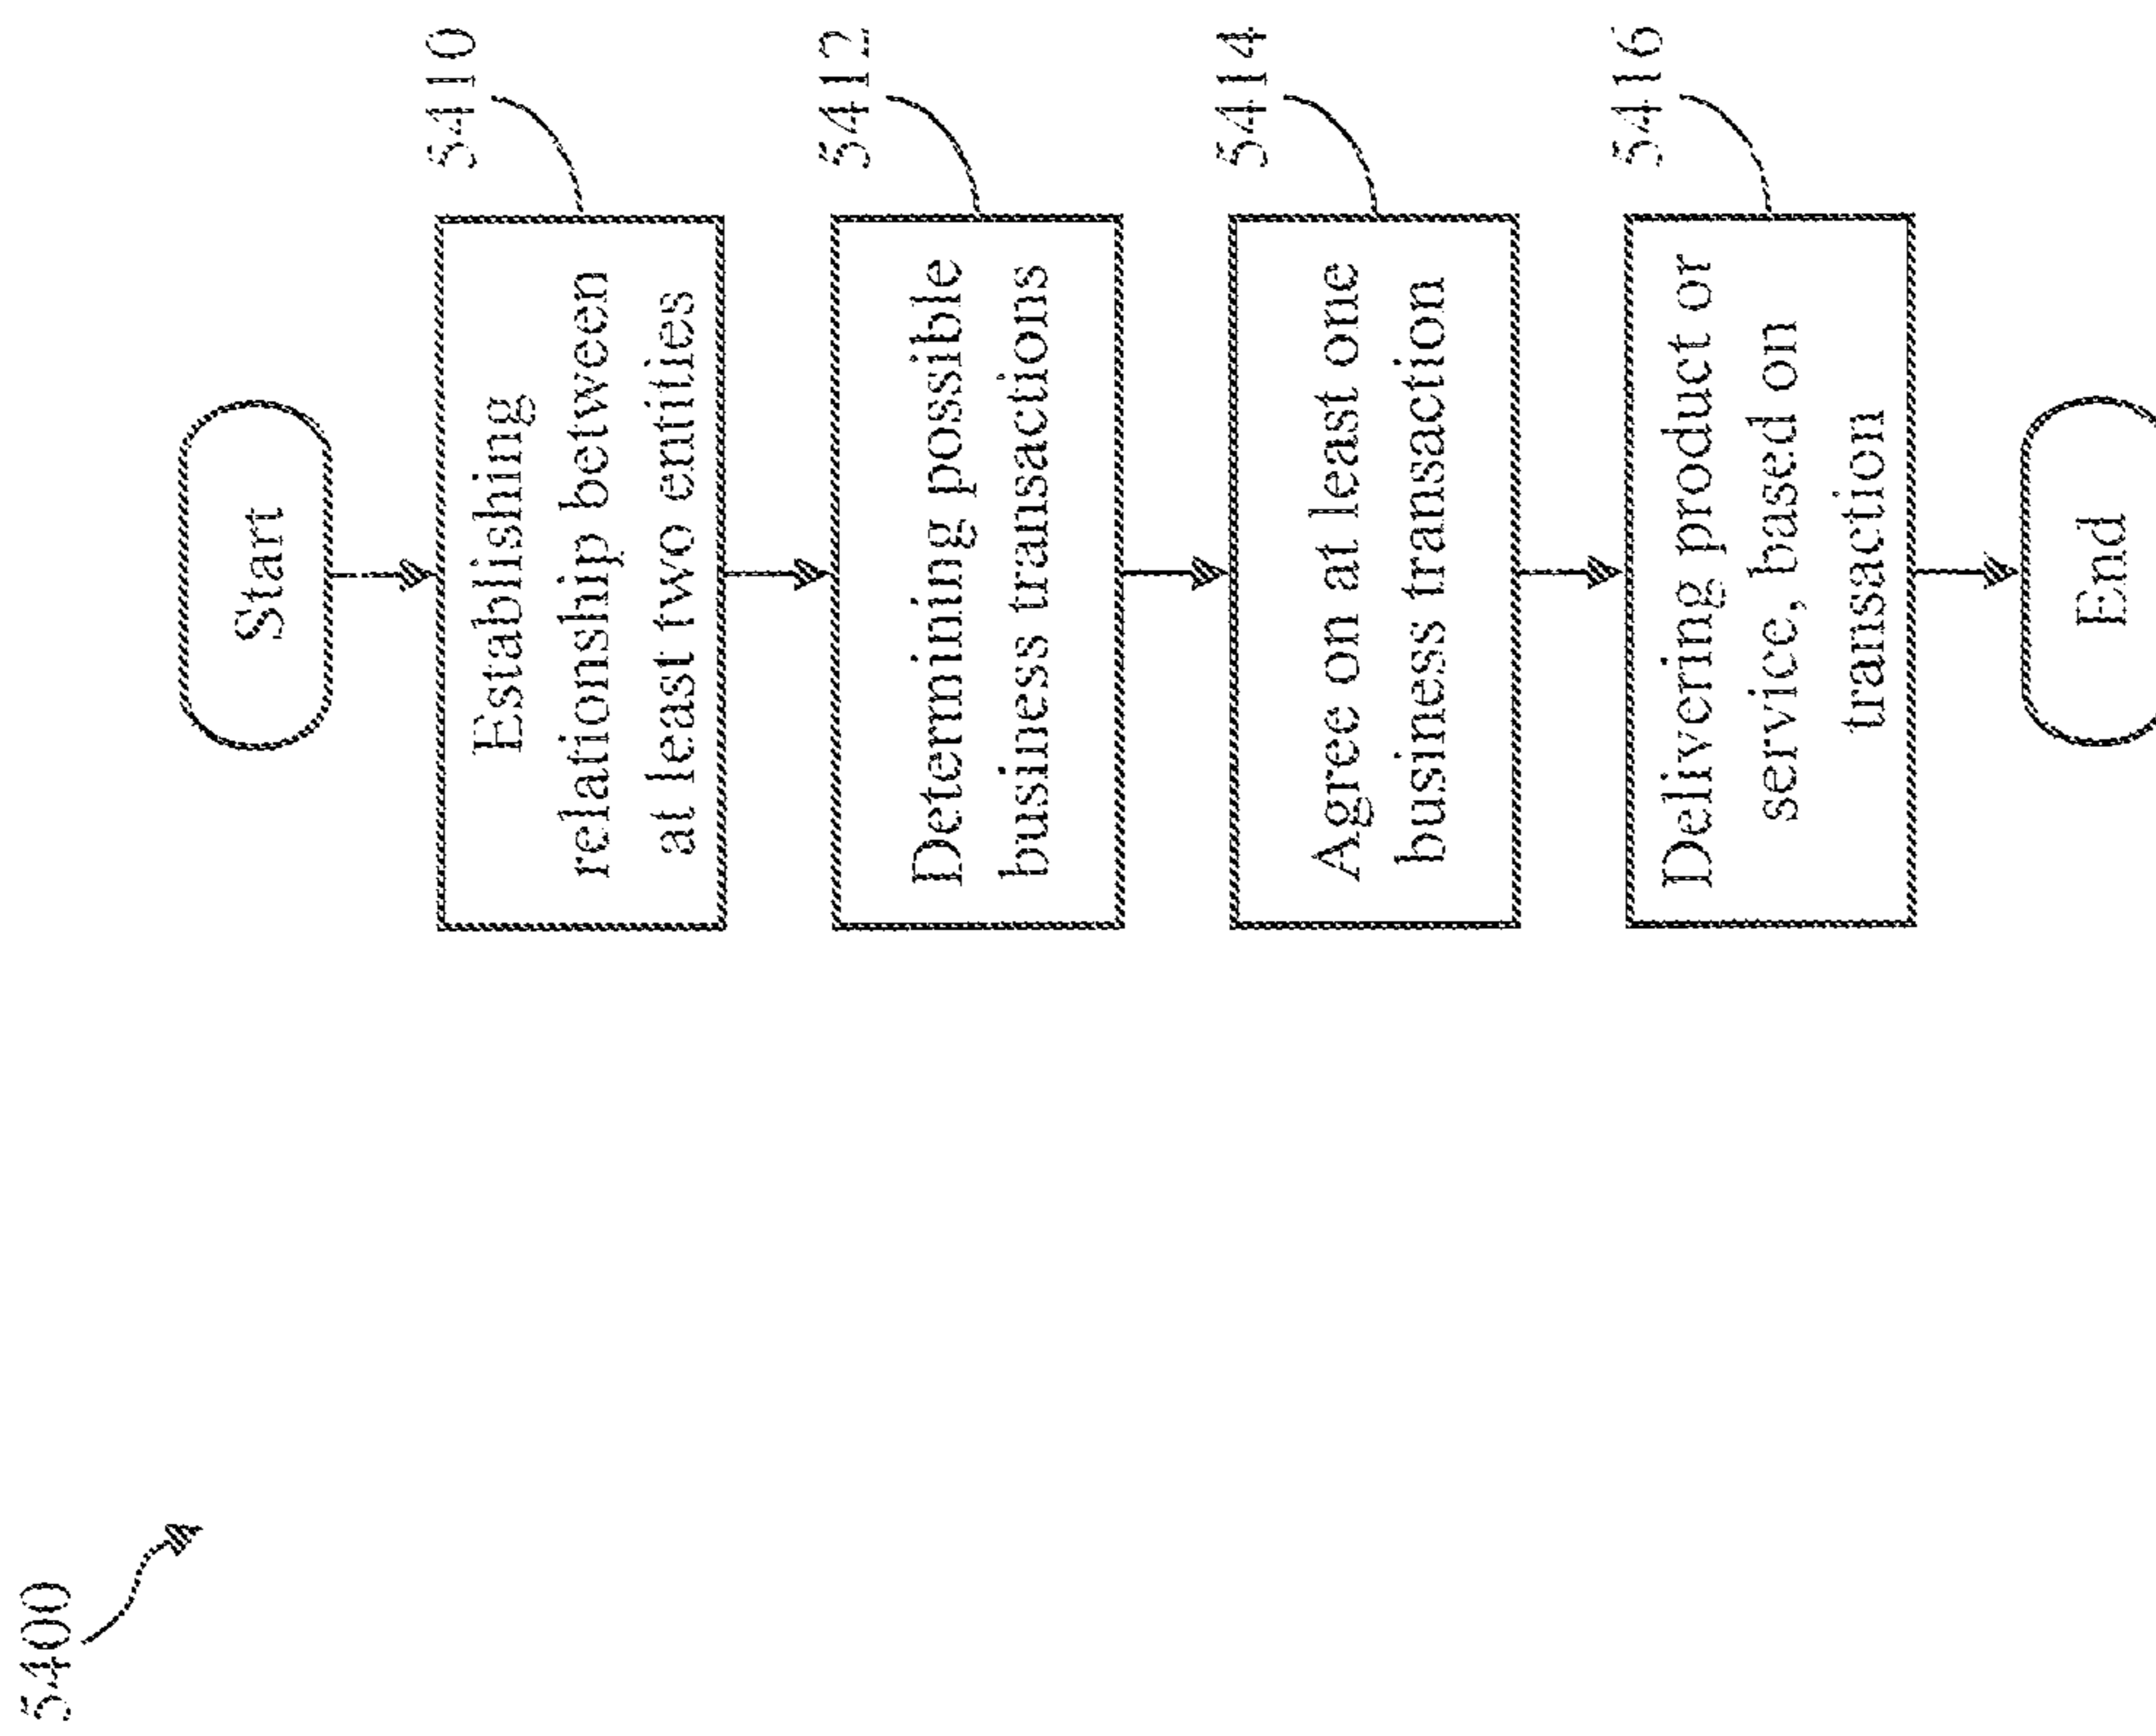 5400
Start
Establishing
relationship between
at least two entities
5410
Determining possible
business transactions
5412
Agree on at least one
business transaction
5414
Delivering product or
service, based on
transaction
5416
End